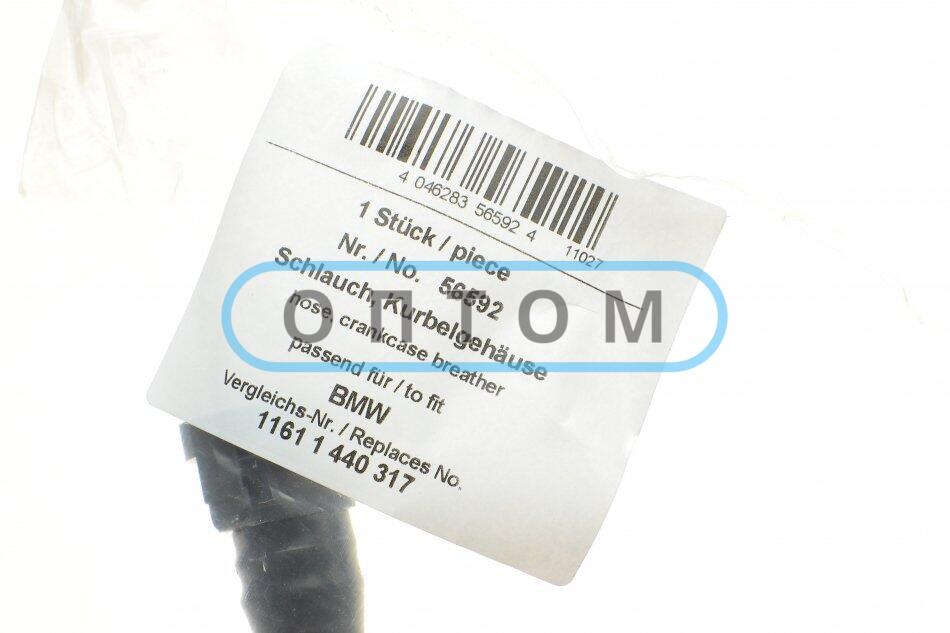 4 046283 56592 4
11027
1 Stück / piece
Nr. / No. 56592
Schlauch, Kurbelgehäuse
hose, crankcase breather
passend für / to fit
BMW
Vergleichs-Nr. / Replaces No.
1161 1 440 317
ОПТОМ